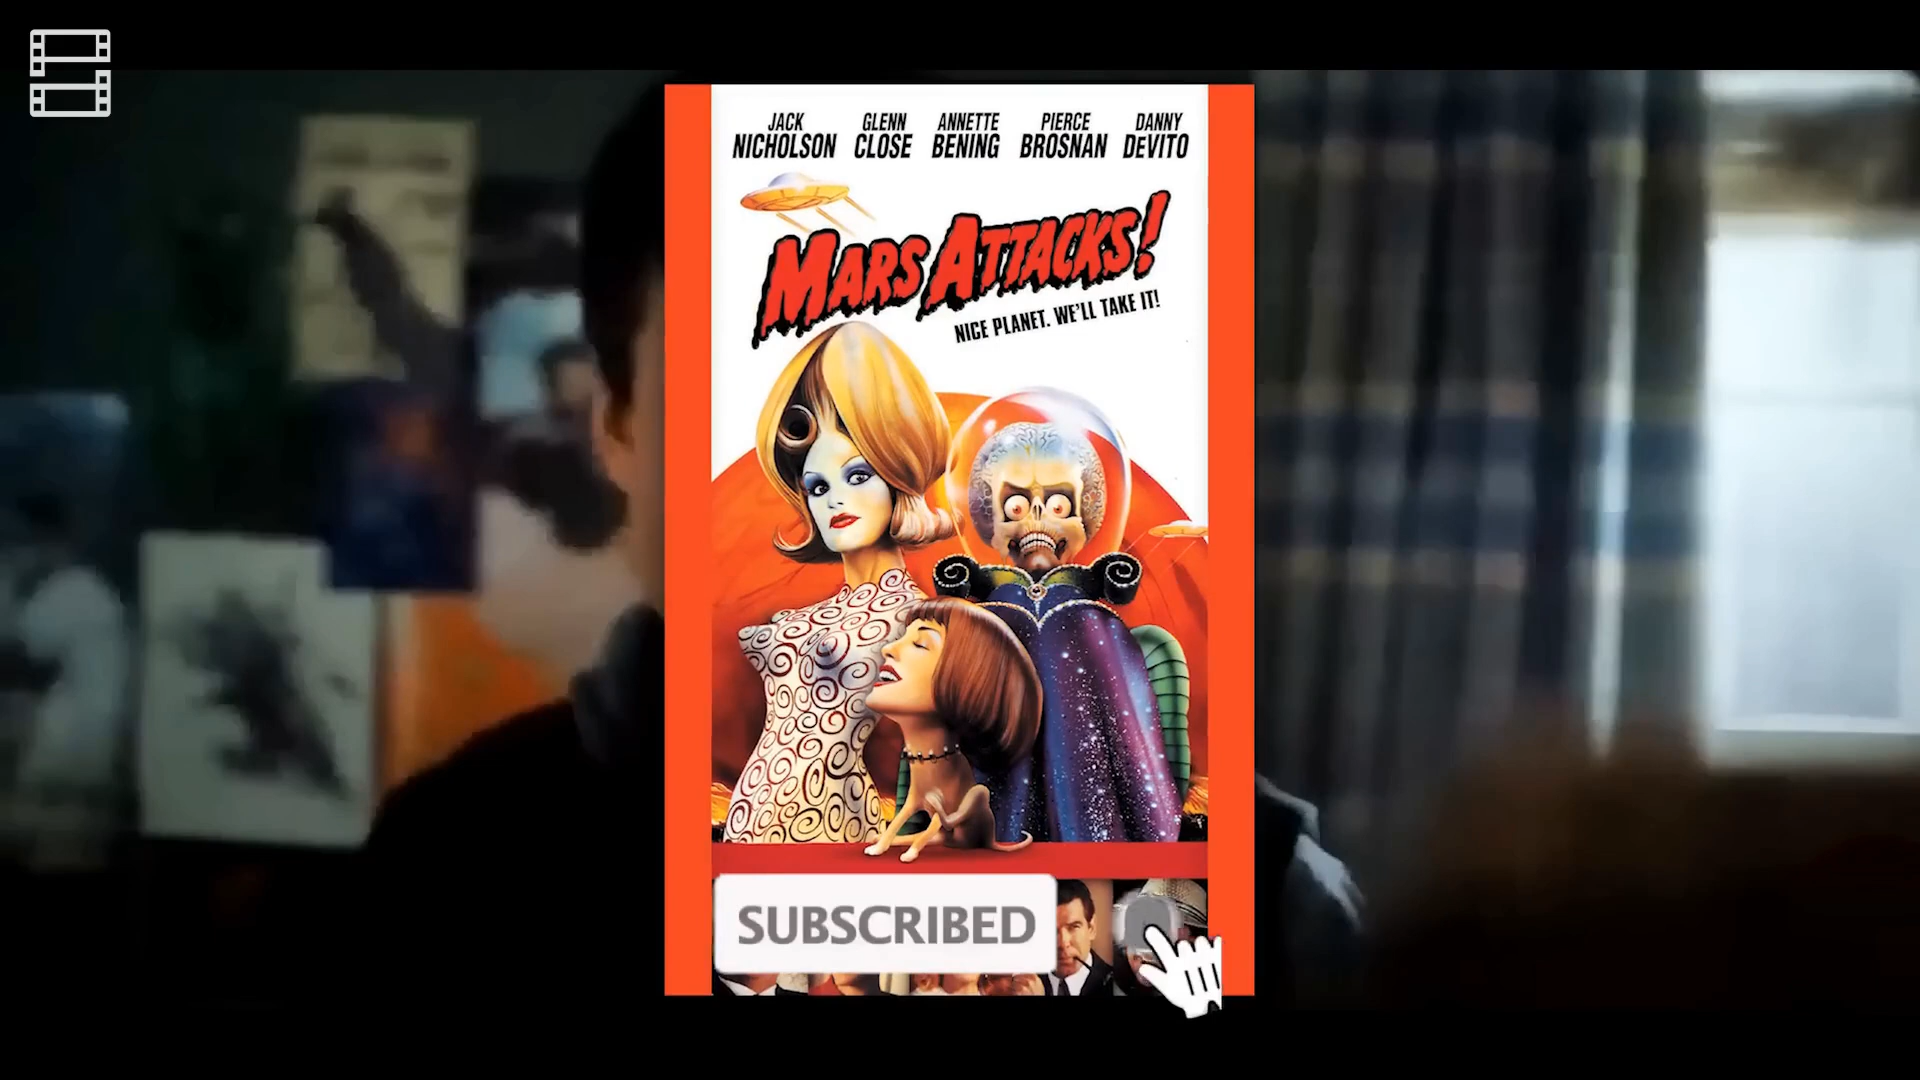 JACK GLENN ANNETTE PIERCE DANNY
NICHOLSON CLOSE BENING BROSNAN DEVITO
MARS ATTACKS!
NICE PLANET. WE'LL TAKE IT!
SUBSCRIBED